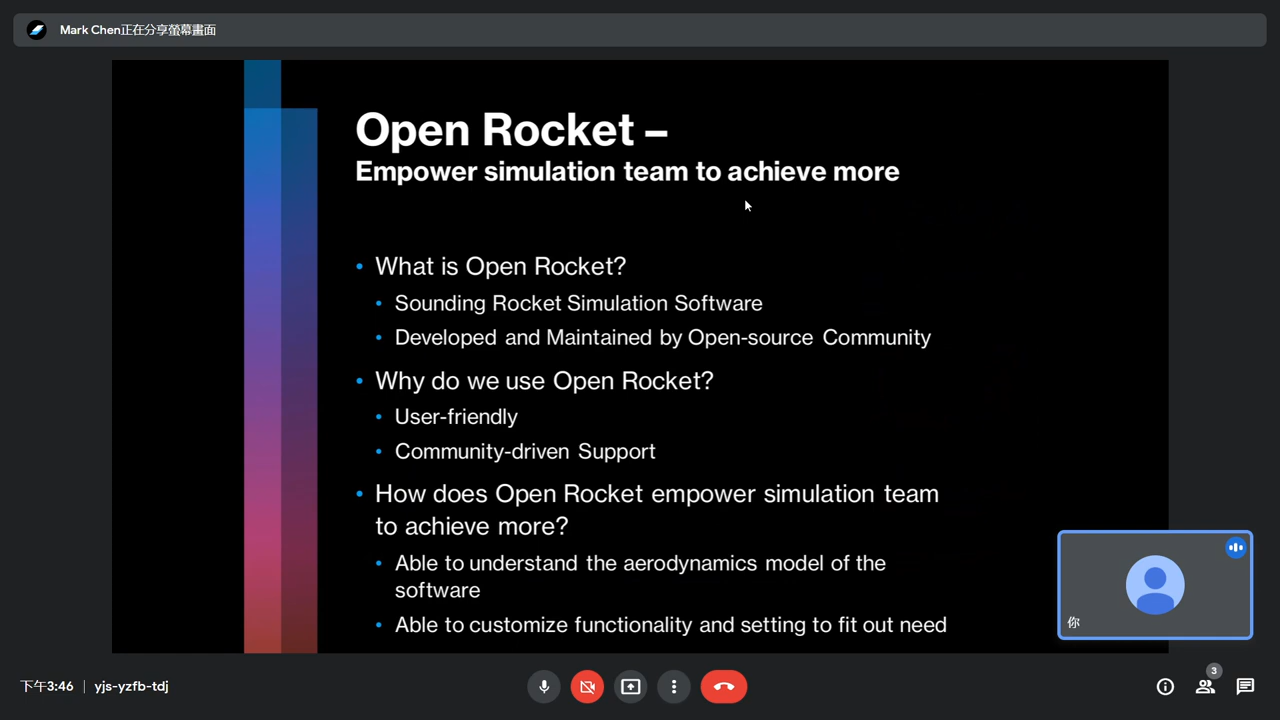 Mark Chen正在分享螢幕畫面
Open Rocket –
Empower simulation team to achieve more
• What is Open Rocket?
• Sounding Rocket Simulation Software
• Developed and Maintained by Open-source Community
• Why do we use Open Rocket?
• User-friendly
• Community-driven Support
• How does Open Rocket empower simulation team
to achieve more?
• Able to understand the aerodynamics model of the
software
• Able to customize functionality and setting to fit out need
你
下午3:46 | yjs-yzfb-tdj
3